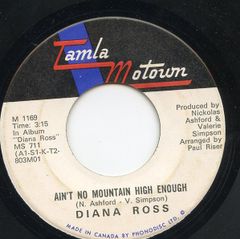 Tamla
Motown
M 1169
Time: 3:15
In Album
"Diana Ross"
MS 711
(A1-S1-K-T2-
803M01
Produced by
Nickolas
Ashford &
Valerie
Simpson
Arranged by
Paul Riser
AIN'T NO MOUNTAIN HIGH ENOUGH
(N. Ashford - V. Simpson)
DIANA ROSS
MADE IN CANADA BY PHONODISC LTD.